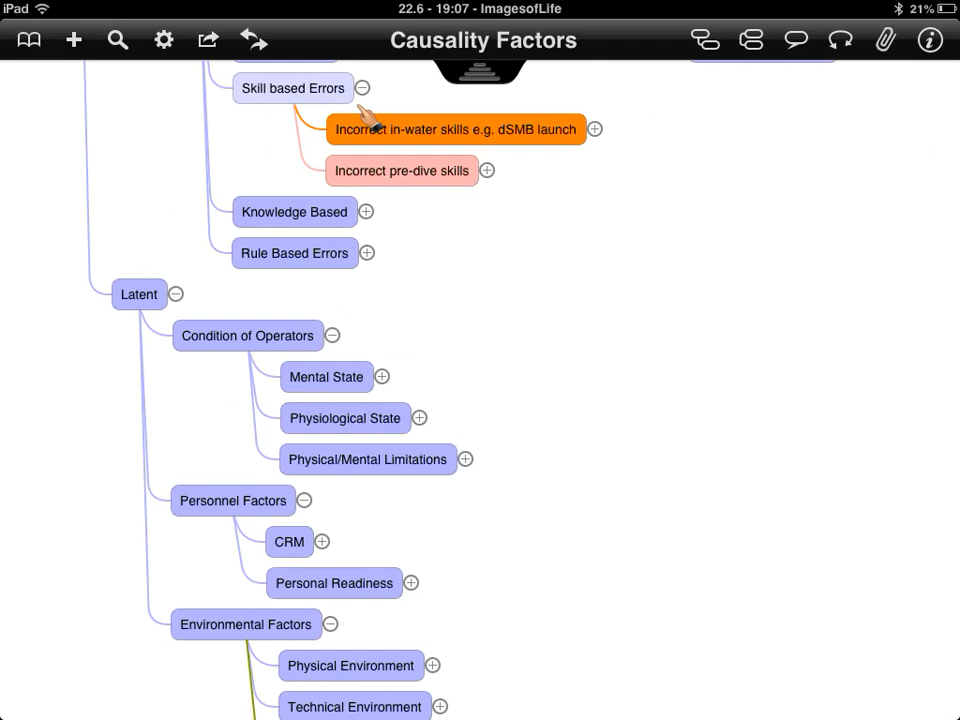 iPad 22.6 - 19:07 - ImagesofLife 21%
Causality Factors
Skill based Errors
Incorrect in-water skills e.g. dSMB launch
Incorrect pre-dive skills
Knowledge Based
Rule Based Errors
Latent
Condition of Operators
Mental State
Physiological State
Physical/Mental Limitations
Personnel Factors
CRM
Personal Readiness
Environmental Factors
Physical Environment
Technical Environment